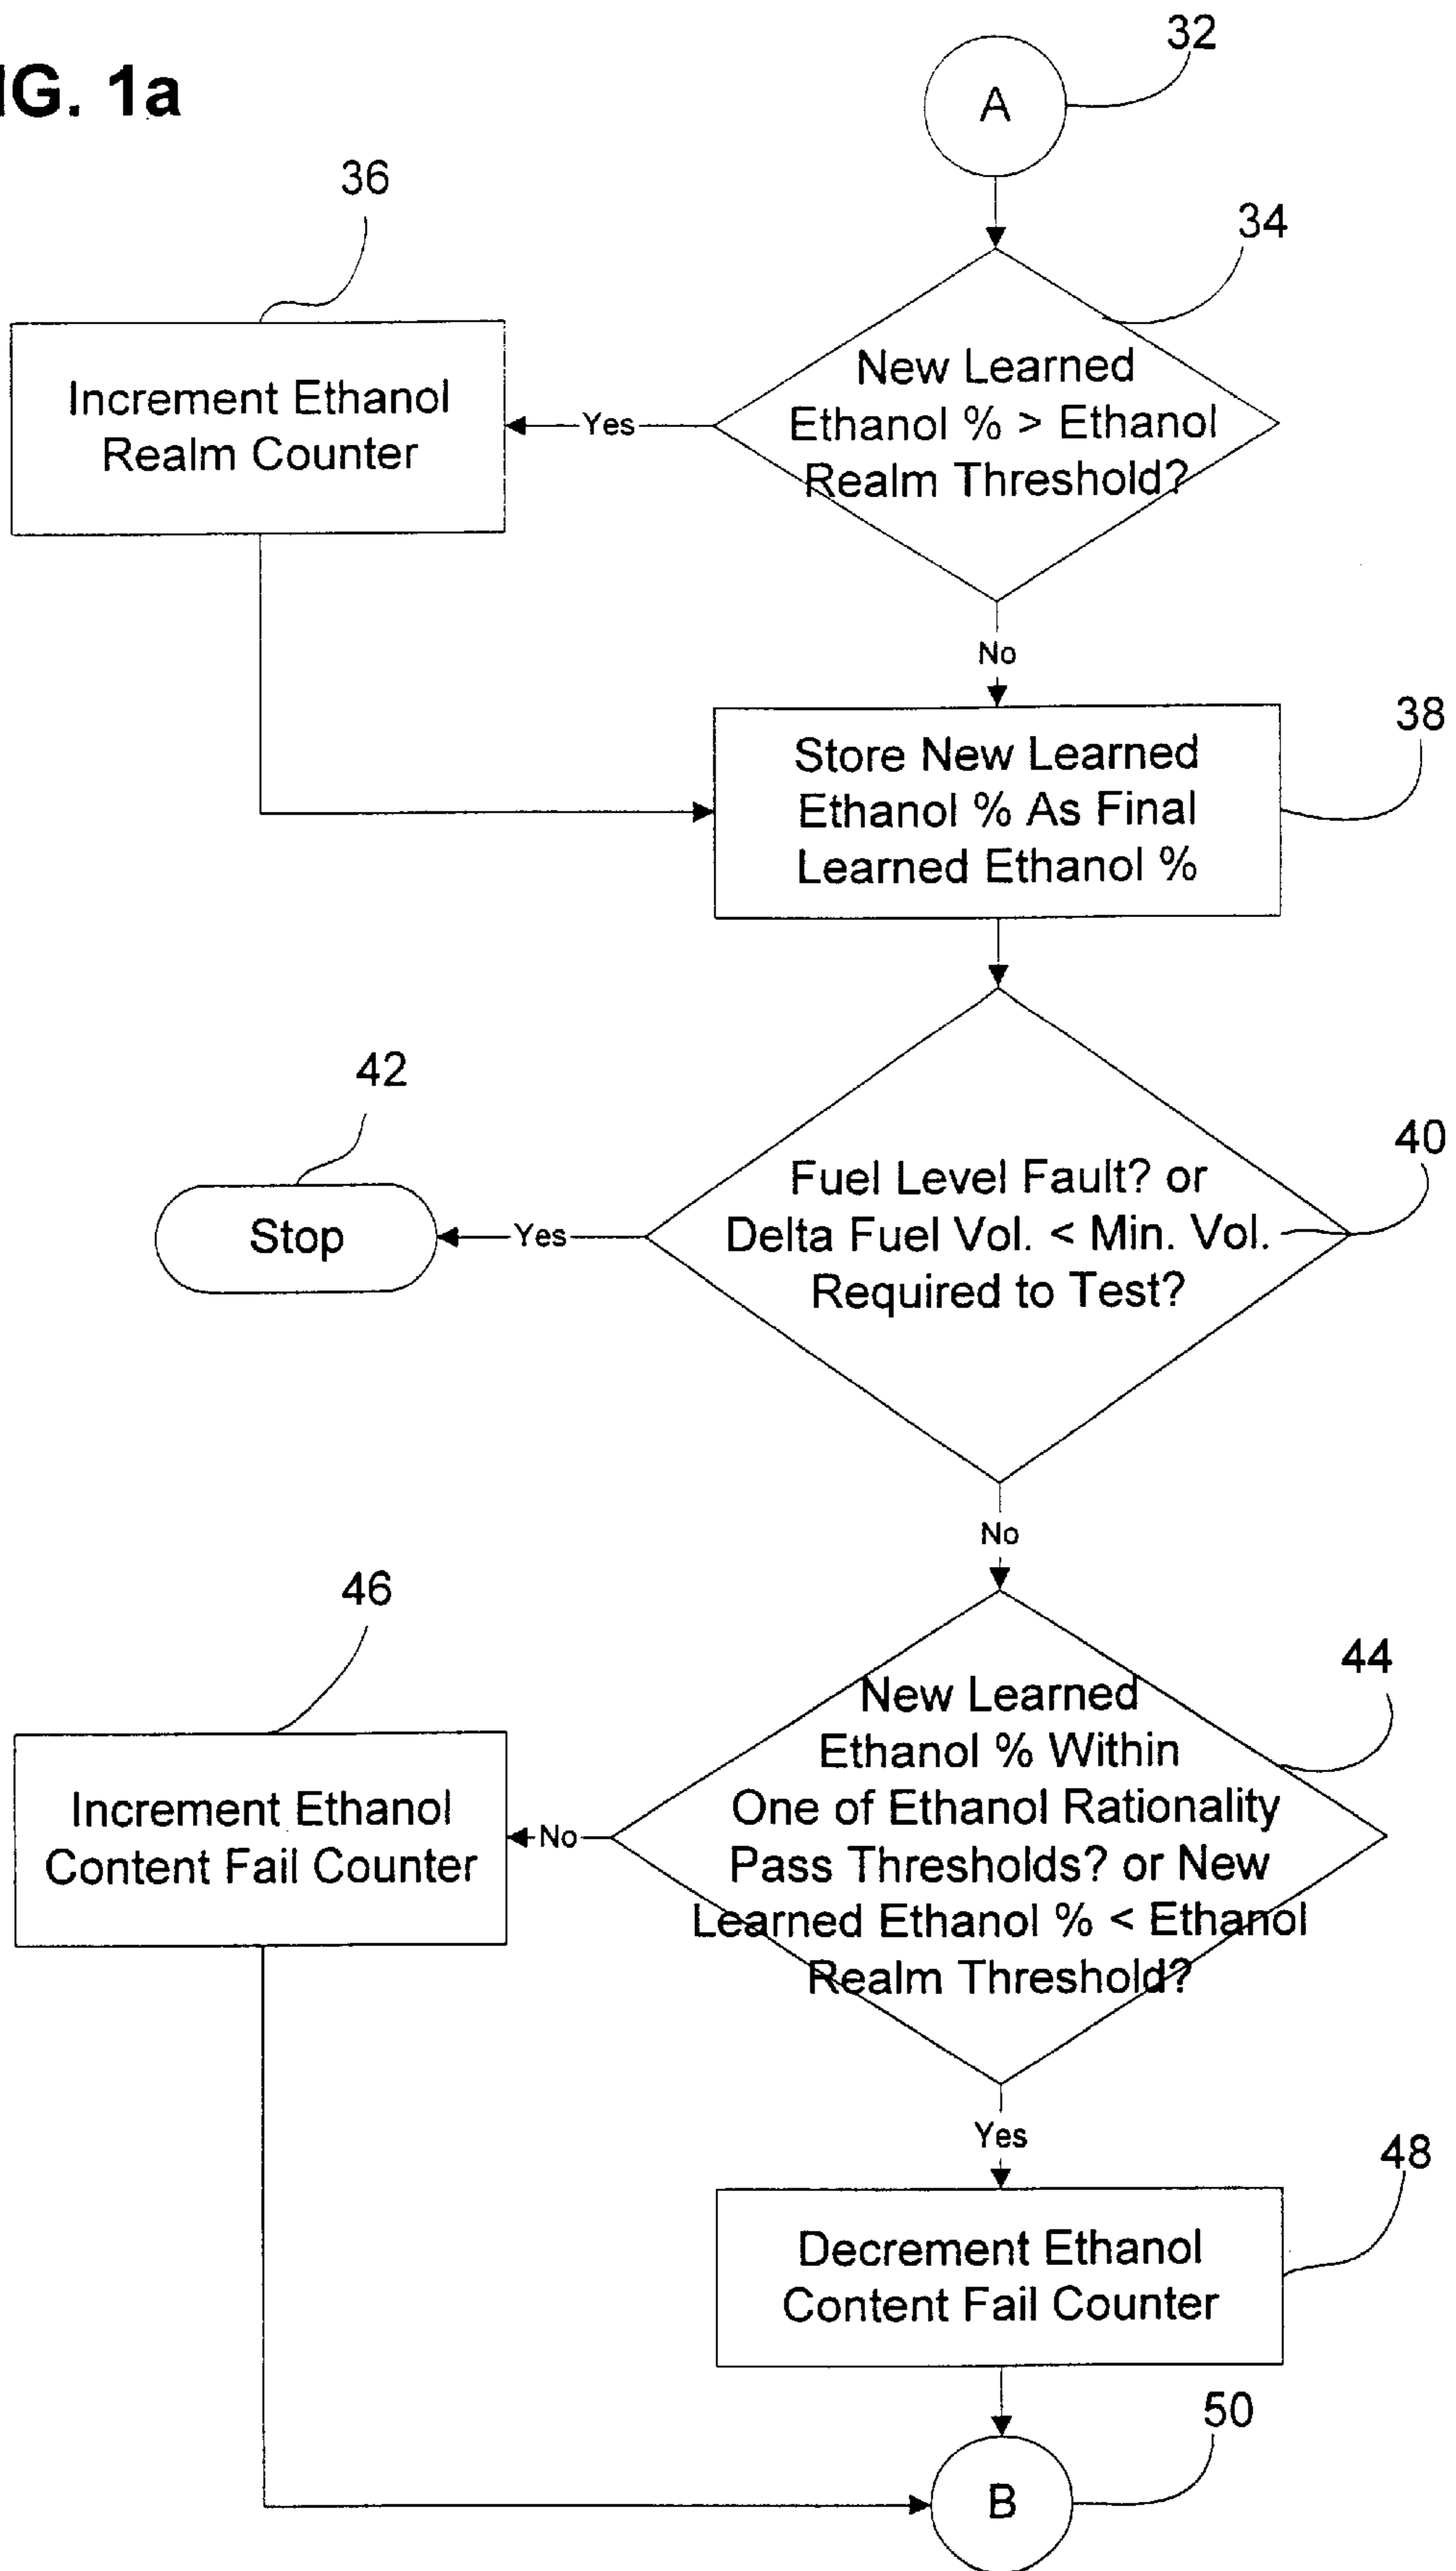 IG. 1a
32
A
36
34
New Learned
Ethanol % > Ethanol
Realm Threshold?
Increment Ethanol
Realm Counter
Yes
No
38
Store New Learned
Ethanol % As Final
Learned Ethanol %
42
40
Fuel Level Fault? or
Delta Fuel Vol. < Min. Vol.
Required to Test?
Stop
Yes
No
46
44
New Learned
Ethanol % Within
One of Ethanol Rationality
Pass Thresholds? or New
Learned Ethanol % < Ethanol
Realm Threshold?
Increment Ethanol
Content Fail Counter
No
Yes
48
Decrement Ethanol
Content Fail Counter
50
B